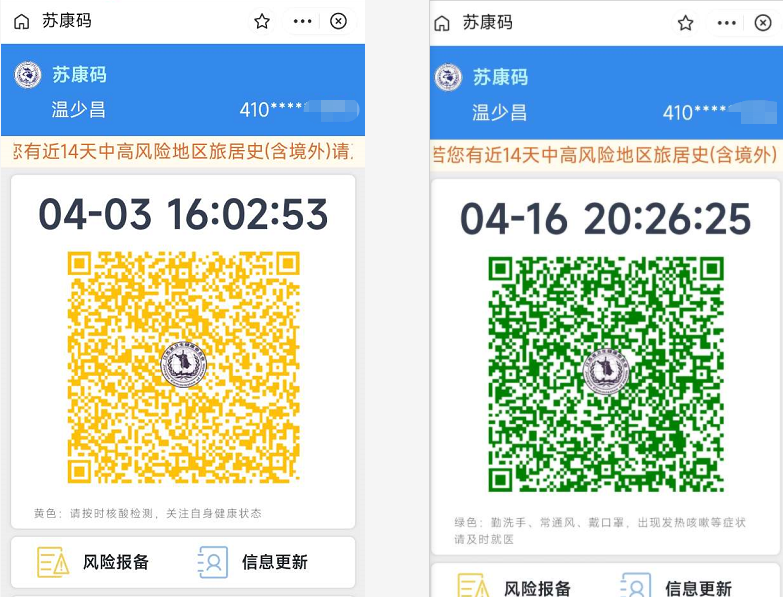 苏康码
苏康码
温少昌
410****
您有近14天中高风险地区旅居史(含境外)请
04-03 16:02:53
黄色：请按时核酸检测，关注自身健康状态
风险报备
信息更新
苏康码
苏康码
温少昌
410****
若您有近14天中高风险地区旅居史(含境外)
04-16 20:26:25
绿色：勤洗手、常通风、戴口罩，出现发热咳嗽等症状
请及时就医
风险报备
信息更新